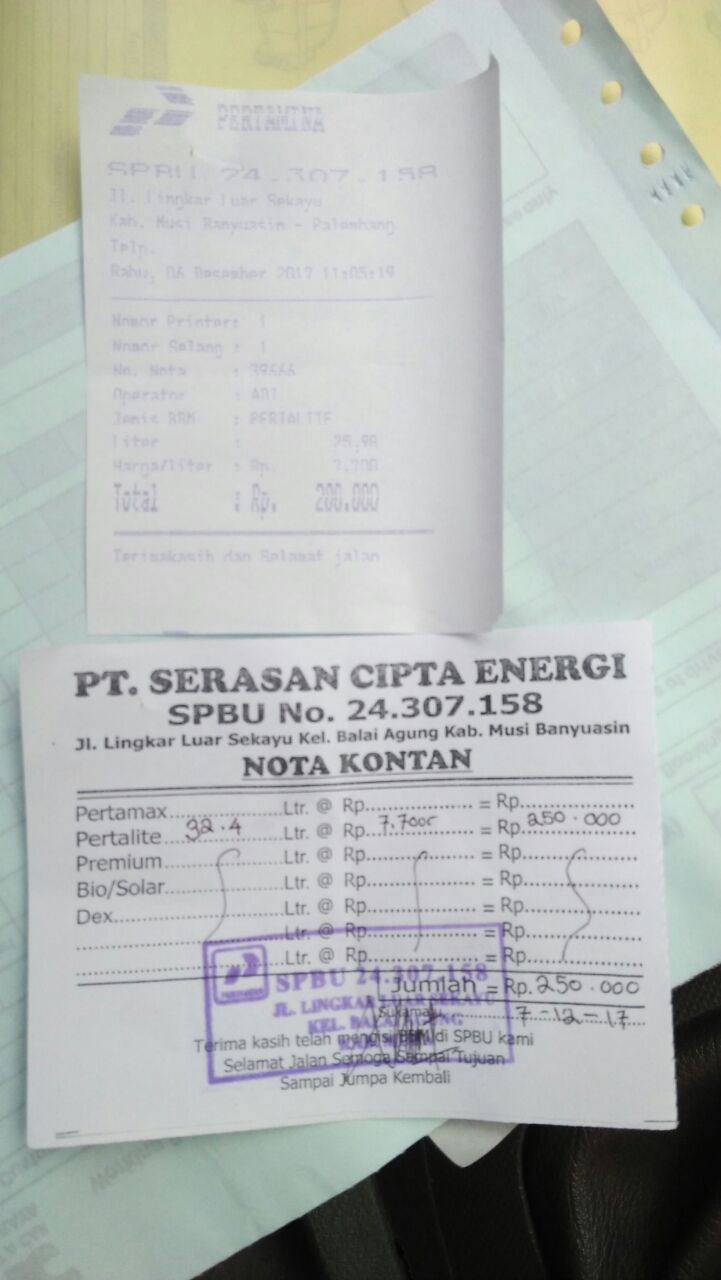 PERTAMINA
SPBU 24.307.158
Jl. Lingkar Luar Sekayu
Kab. Musi Banyuasin - Palembang
Telp.
Rabu, 06 Desember 2017 11:05:19
Nomor Printer: 1
Nomor Selang : 1
No. Nota : 39666
Operator : ADI
Jenis BBM : PERTALITE
Liter : 25,98
Harga/liter : Rp. 7.700
Total : Rp. 200.000
Terimakasih dan Selamat jalan
PT. SERASAN CIPTA ENERGI
SPBU No. 24.307.158
Jl. Lingkar Luar Sekayu Kel. Balai Agung Kab. Musi Banyuasin
NOTA KONTAN
Pertamax..................Ltr. @ Rp.................... = Rp....................
Pertalite 32.4 Ltr. @ Rp. 7.700 = Rp. 250.000
Premium..................Ltr. @ Rp.................... = Rp....................
Bio/Solar..................Ltr. @ Rp.................... = Rp....................
Dex..................Ltr. @ Rp.................... = Rp....................
..................Ltr. @ Rp.................... = Rp....................
..................Ltr. @ Rp.................... = Rp....................
Jumlah = Rp. 250.000
7-12-17
PERTAMINA
SPBU 24.307.158
JL. LINGKAR LUAR SEKAYU
KEL. BALAI AGUNG
Terima kasih telah mengisi BBM di SPBU kami
Selamat Jalan Semoga Sampai Tujuan
Sampai Jumpa Kembali